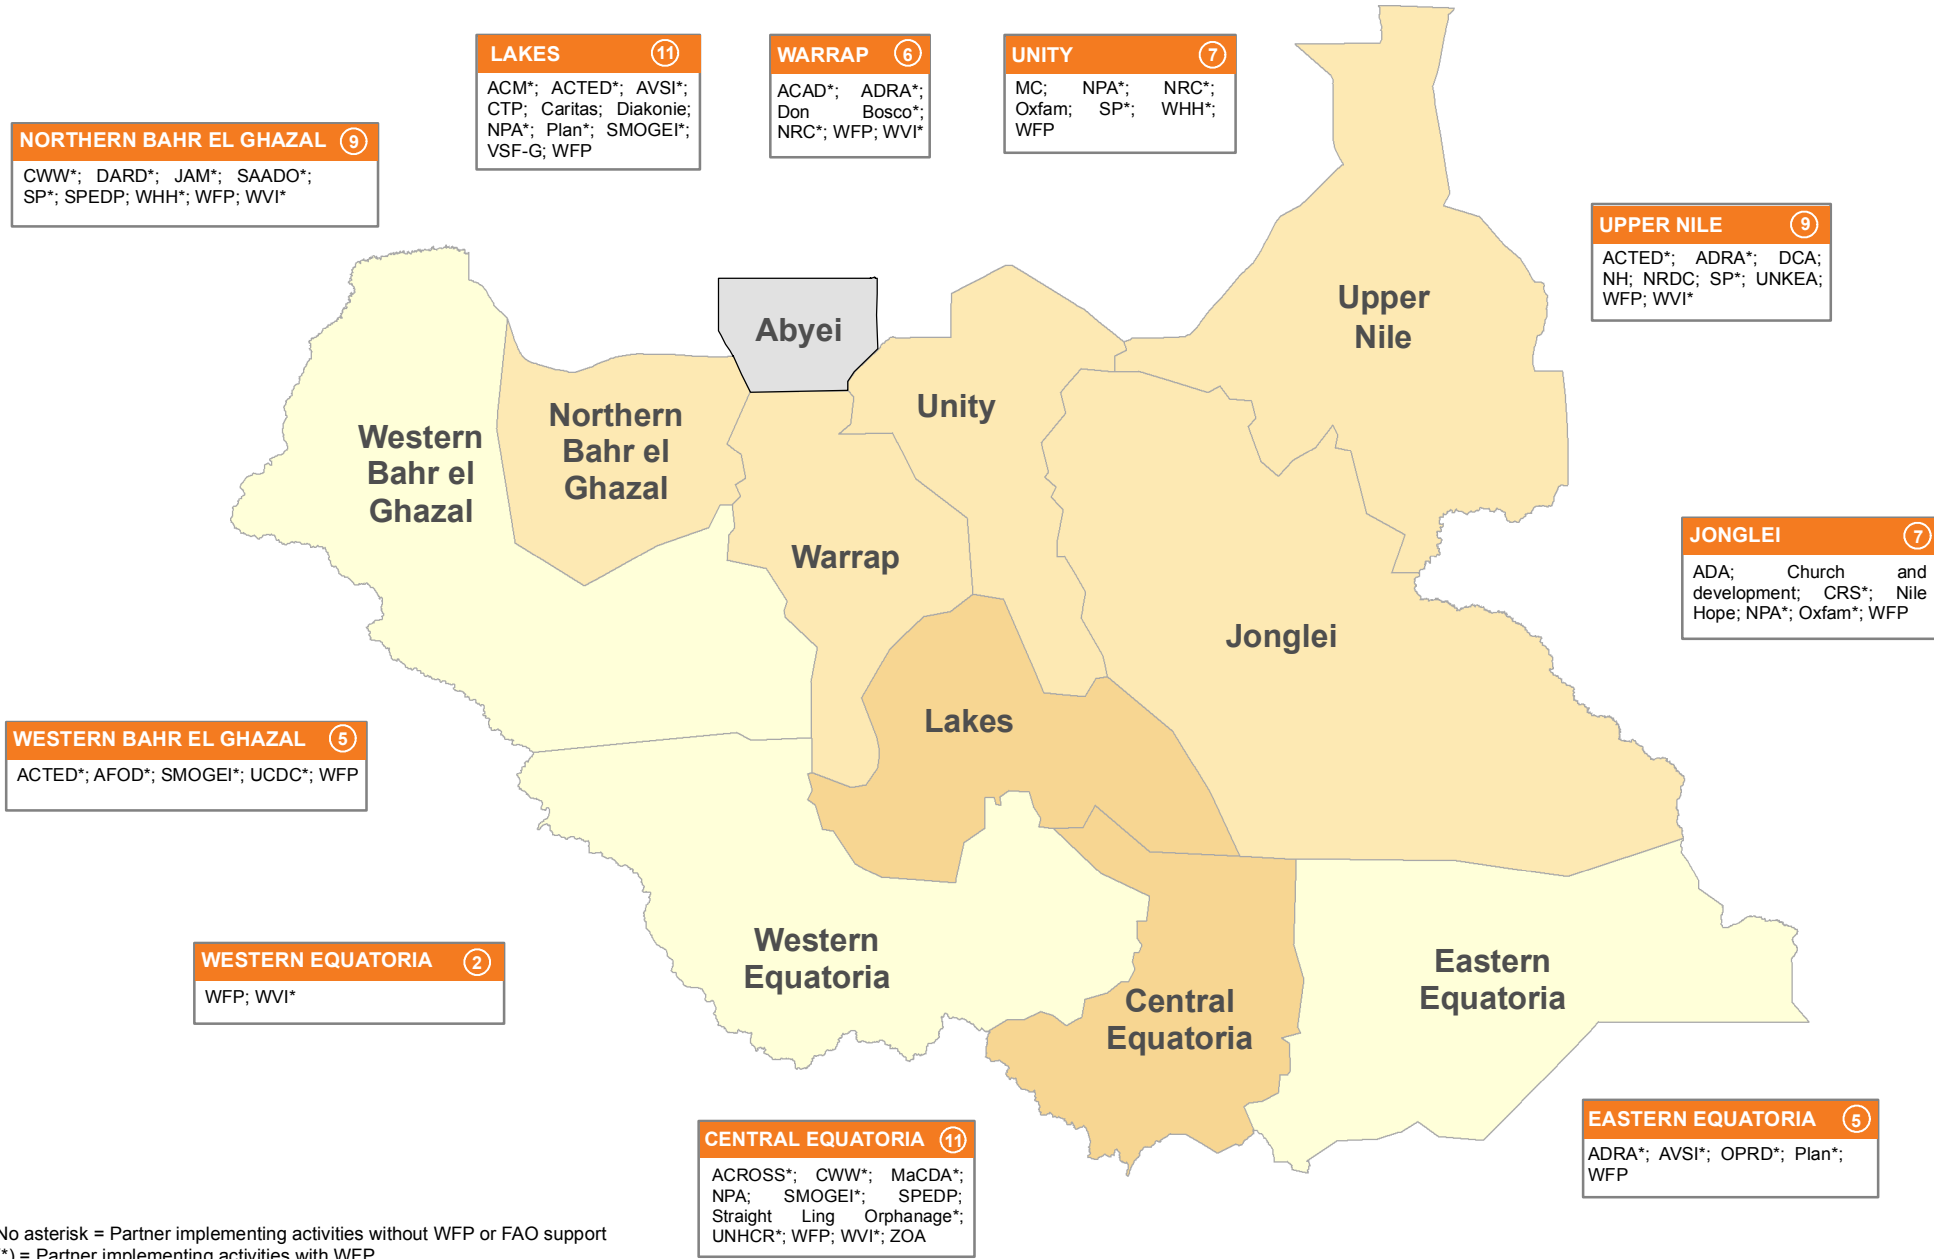 LAKES 11
ACM*; ACTED*; AVSI*;
CTP; Caritas; Diakonie;
NPA*; Plan*; SMOGEI*;
VSF-G; WFP
WARRAP 6
ACAD*; ADRA*;
Don Bosco*;
NRC*; WFP; WVI*
UNITY 7
MC; NPA*; NRC*;
Oxfam; SP*; WHH*;
WFP
NORTHERN BAHR EL GHAZAL 9
CWW*; DARD*; JAM*; SAADO*;
SP*; SPEDP; WHH*; WFP; WVI*
UPPER NILE 9
ACTED*; ADRA*; DCA;
NH; NRDC; SP*; UNKEA;
WFP; WVI*
Upper
Nile
Abyei
Unity
Northern
Bahr el
Ghazal
Western
Bahr el
Ghazal
Warrap
JONGLEI 7
ADA; Church and
development; CRS*; Nile
Hope; NPA*; Oxfam*; WFP
Jonglei
Lakes
WESTERN BAHR EL GHAZAL 5
ACTED*; AFOD*; SMOGEI*; UCDC*; WFP
Western
Equatoria
Eastern
Equatoria
Central
Equatoria
WESTERN EQUATORIA 2
WFP; WVI*
CENTRAL EQUATORIA 11
ACROSS*; CWW*; MaCDA*;
NPA; SMOGEI*; SPEDP;
Straight Ling Orphanage*;
UNHCR*; WFP; WVI*; ZOA
EASTERN EQUATORIA 5
ADRA*; AVSI*; OPRD*; Plan*;
WFP
No asterisk = Partner implementing activities without WFP or FAO support
*) = Partner implementing activities with WFP